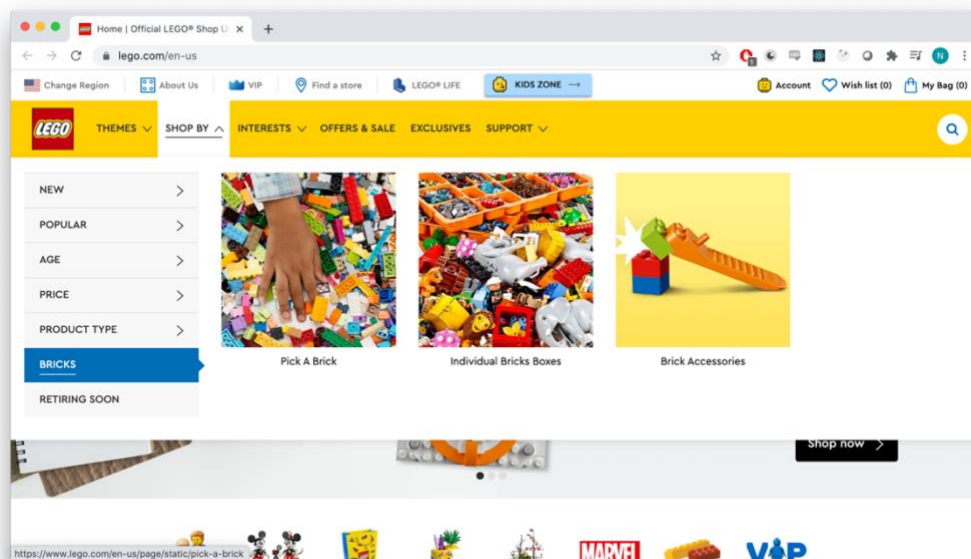 Home | Official LEGO® Shop U
lego.com/en-us
N
Change Region
About Us
VIP
Find a store
LEGO® LIFE
KIDS ZONE →
Account
Wish list (0)
My Bag (0)
LEGO
THEMES
SHOP BY
INTERESTS
OFFERS & SALE
EXCLUSIVES
SUPPORT
NEW
POPULAR
AGE
PRICE
PRODUCT TYPE
BRICKS
RETIRING SOON
Pick A Brick
Individual Bricks Boxes
Brick Accessories
Shop now
MARVEL
VIP
https://www.lego.com/en-us/page/static/pick-a-brick